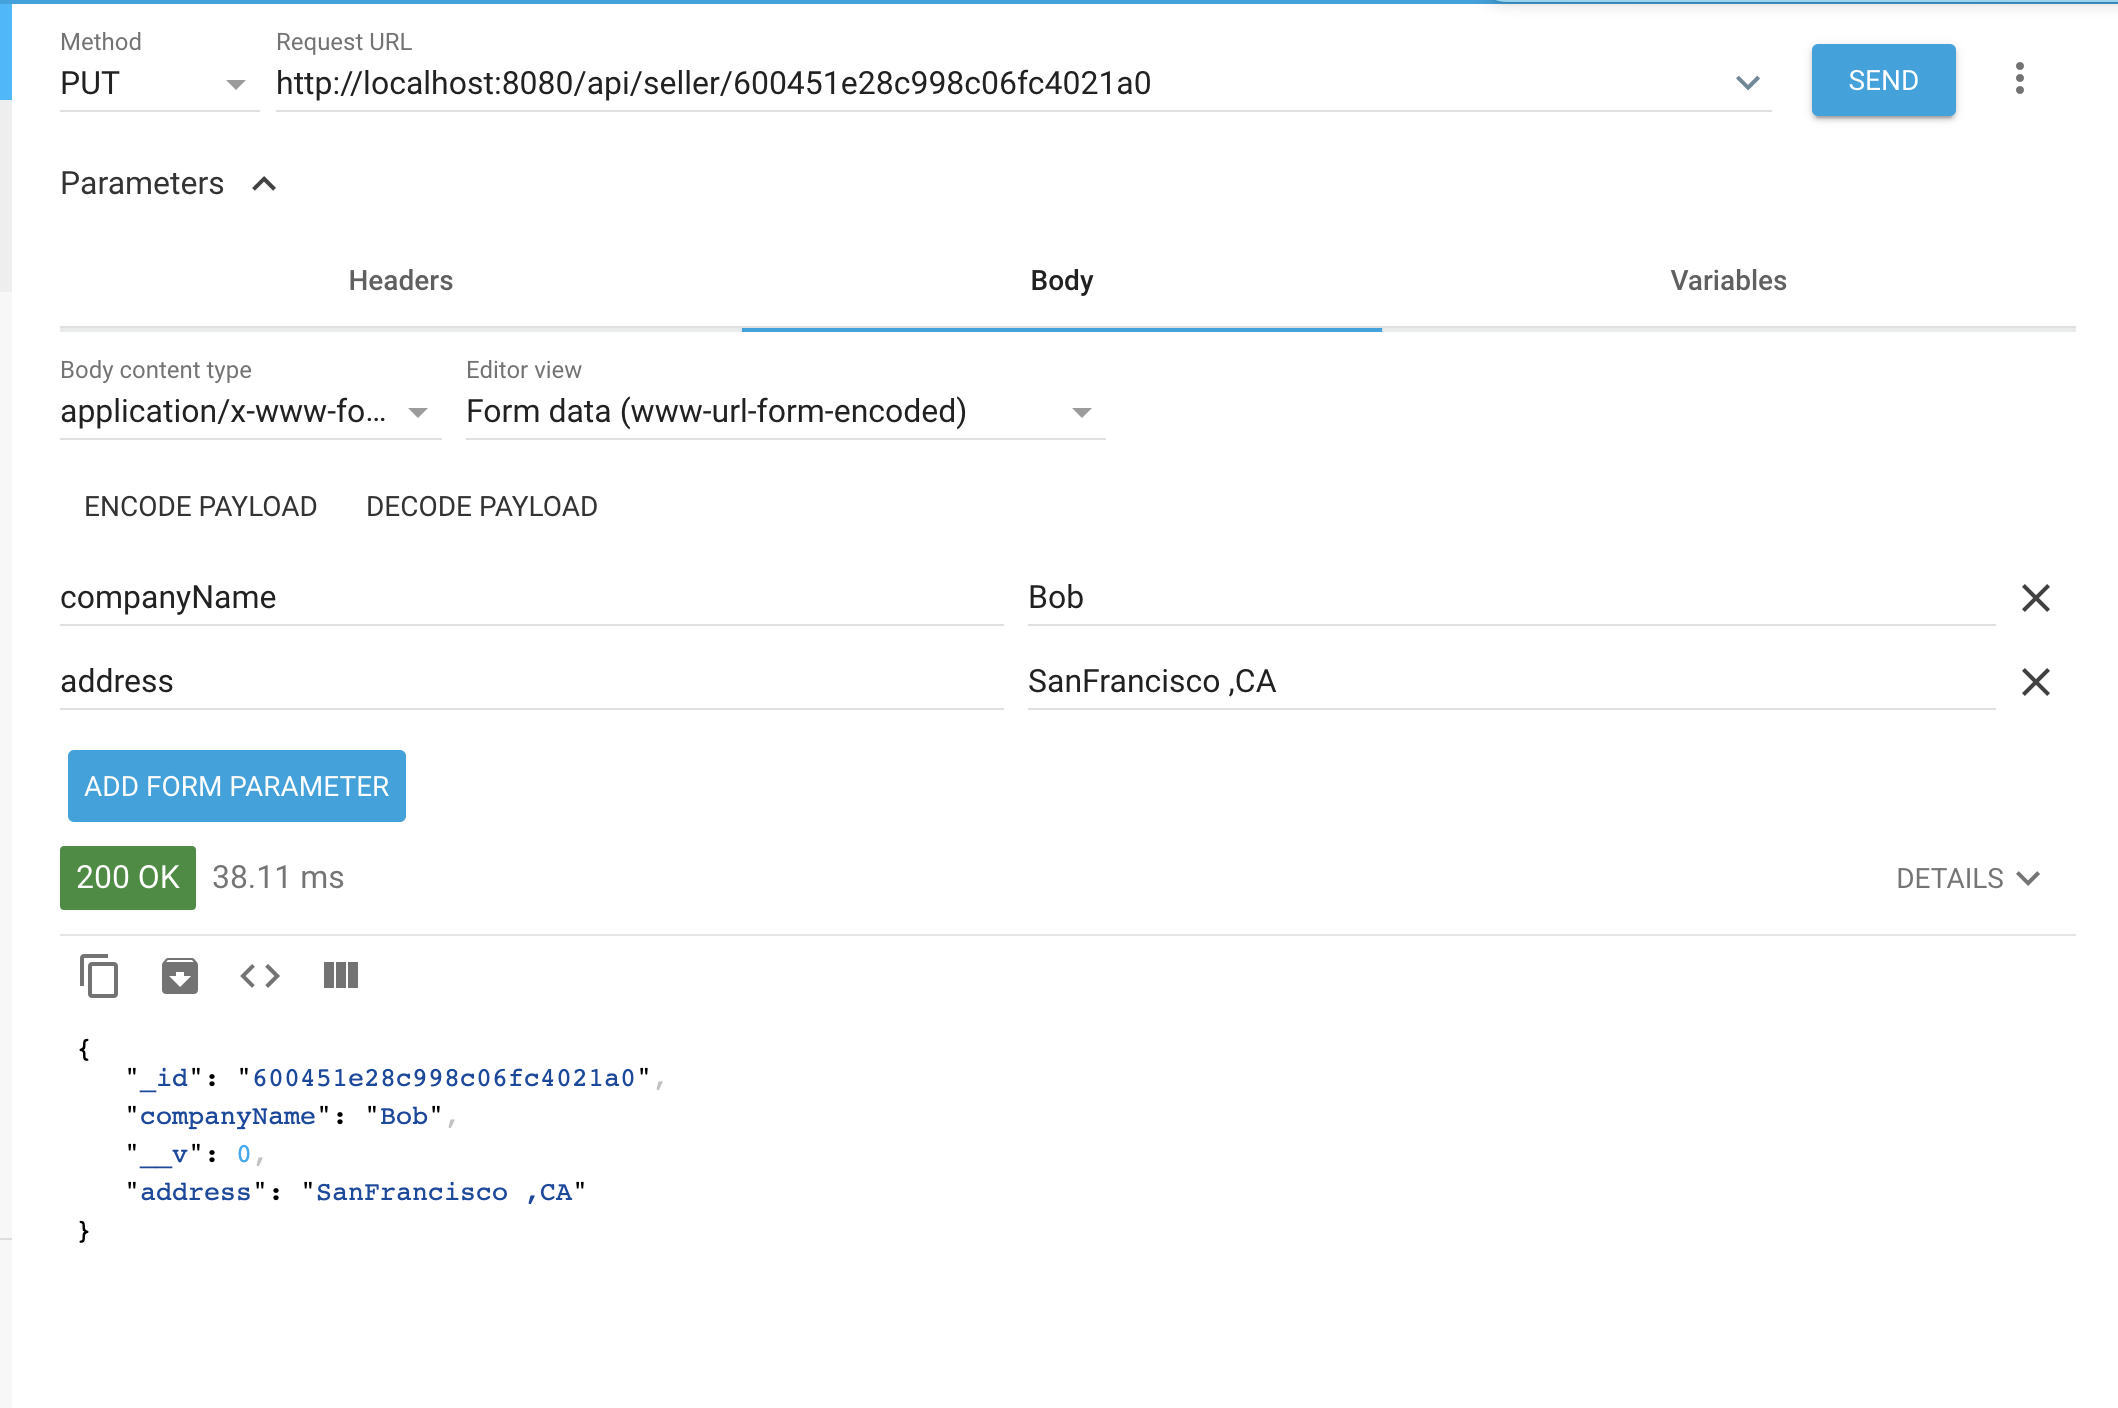 Method
Request URL
PUT
http://localhost:8080/api/seller/600451e28c998c06fc4021a0
SEND
Parameters
Headers
Body
Variables
Body content type
Editor view
application/x-www-fo...
Form data (www-url-form-encoded)
ENCODE PAYLOAD
DECODE PAYLOAD
companyName
Bob
address
SanFrancisco ,CA
ADD FORM PARAMETER
200 OK
38.11 ms
DETAILS
{
"_id": "600451e28c998c06fc4021a0",
"companyName": "Bob",
"__v": 0,
"address": "SanFrancisco ,CA"
}